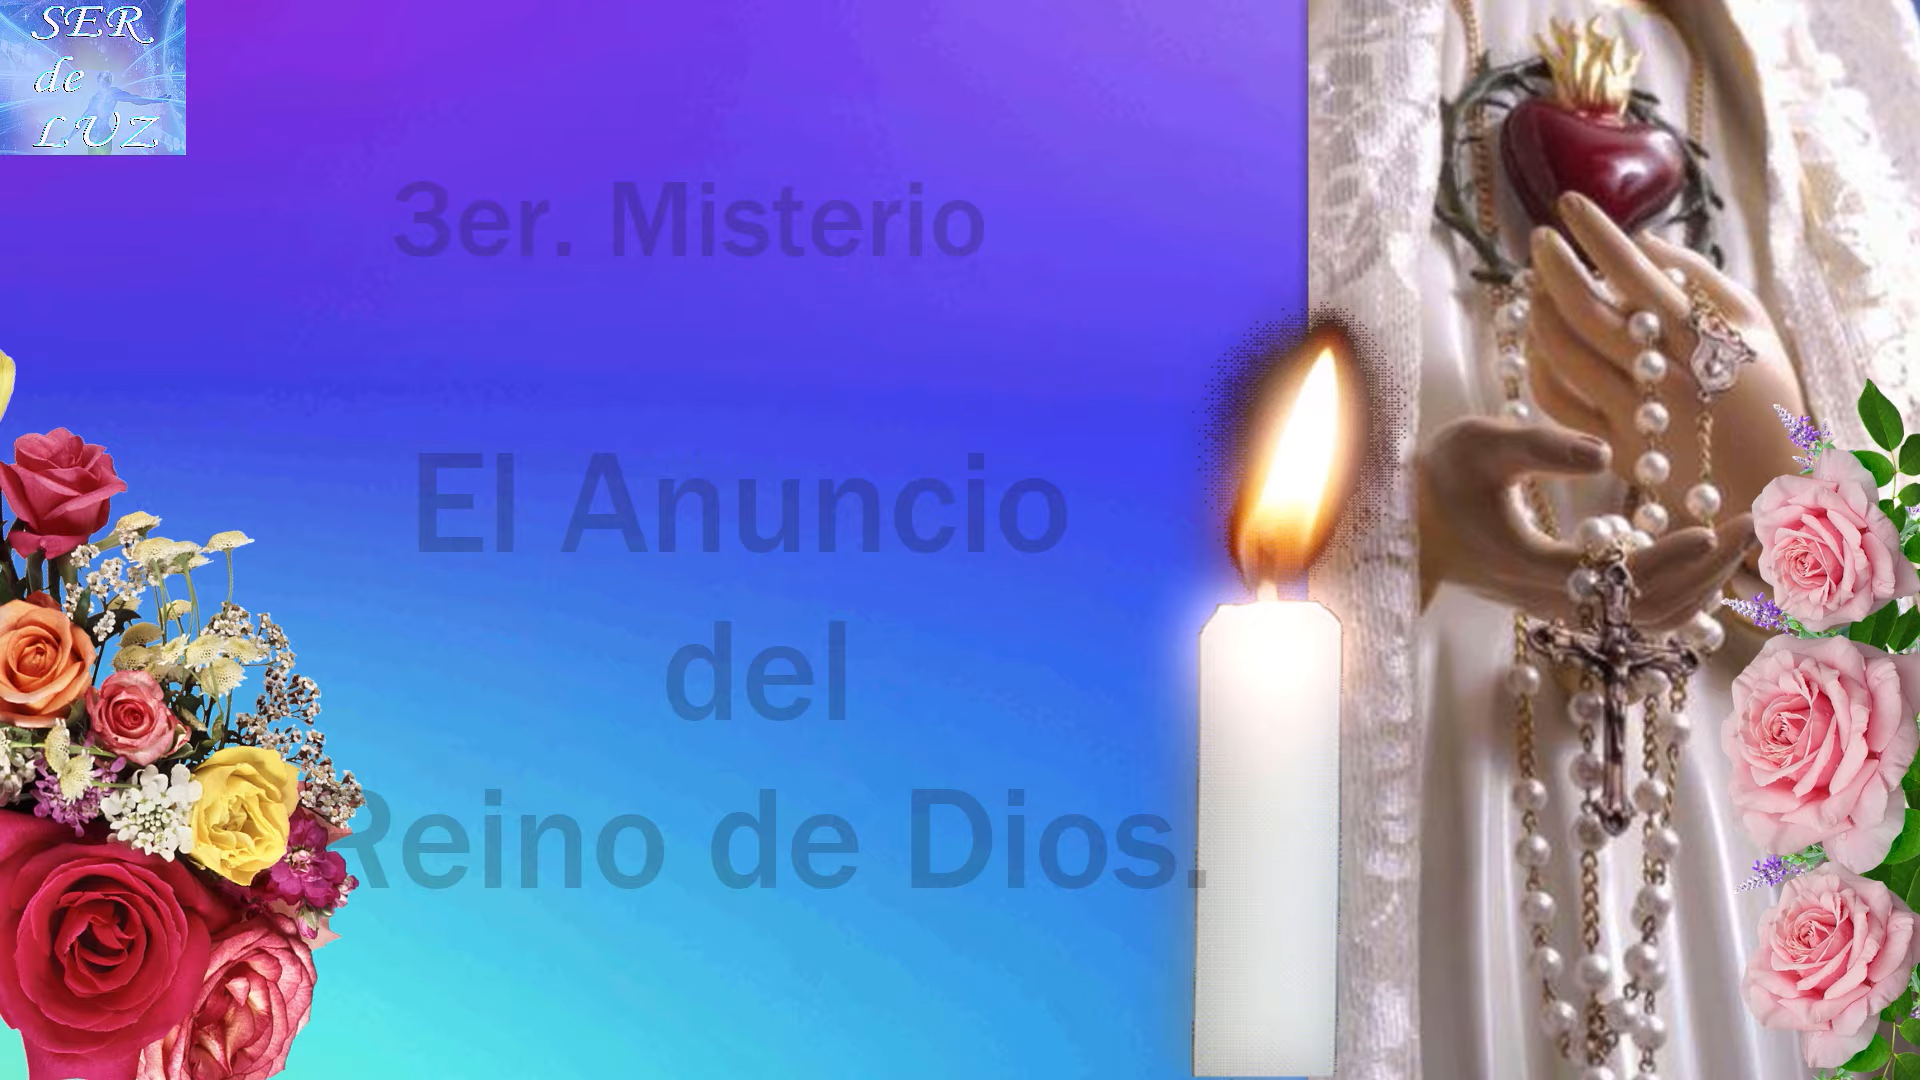 SER
de
LUZ
3er. Misterio
El Anuncio
del
Reino de Dios.